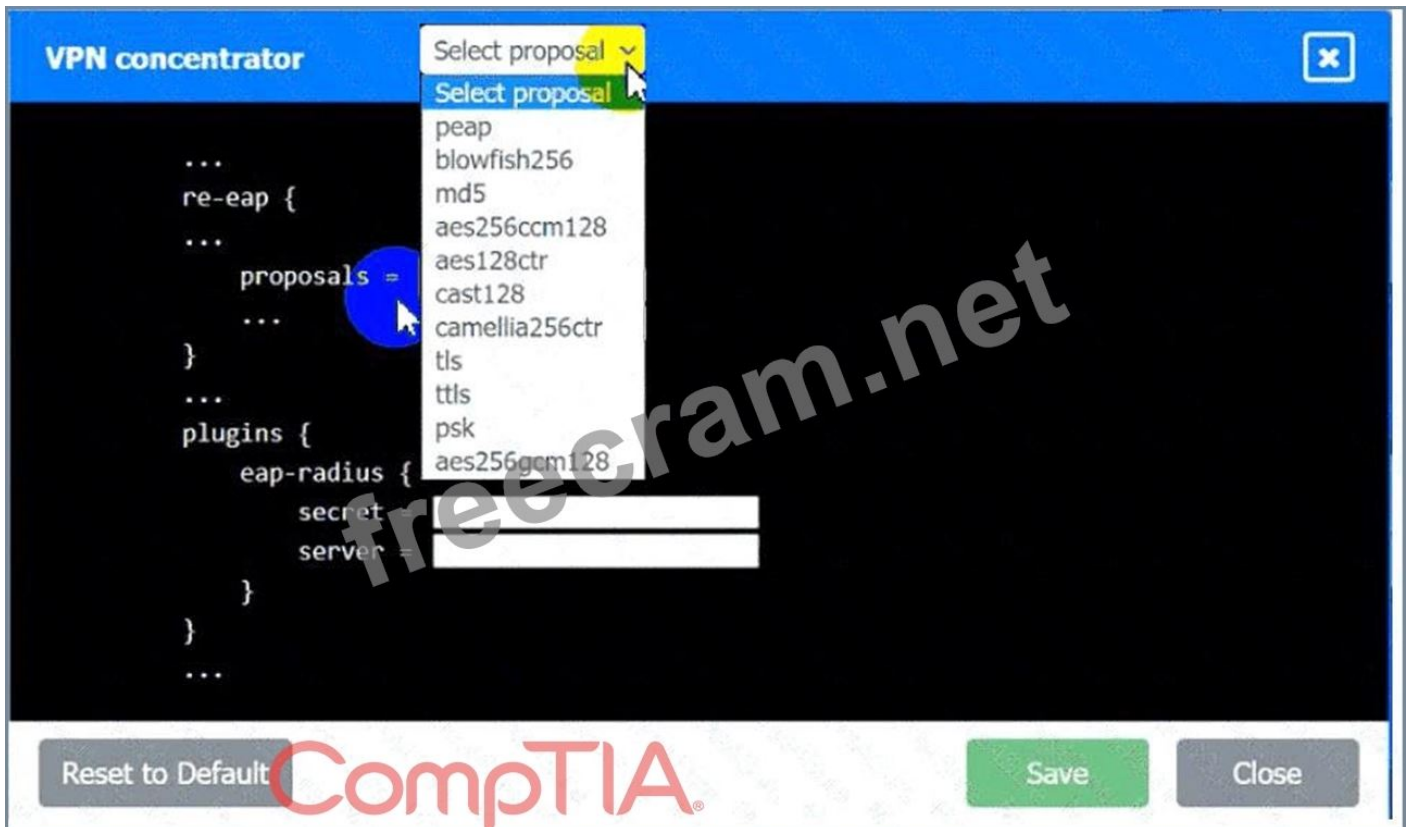 VPN concentrator
Select proposal
Select proposal
peap
blowfish256
md5
aes256ccm128
aes128ctr
cast128
camellia256ctr
tls
ttls
psk
aes256gcm128
...
re-eap {
...
proposals =
...
}
...
plugins {
eap-radius {
secret =
server =
}
}
...
freecram.net
Reset to Default
CompTIA®
Save
Close